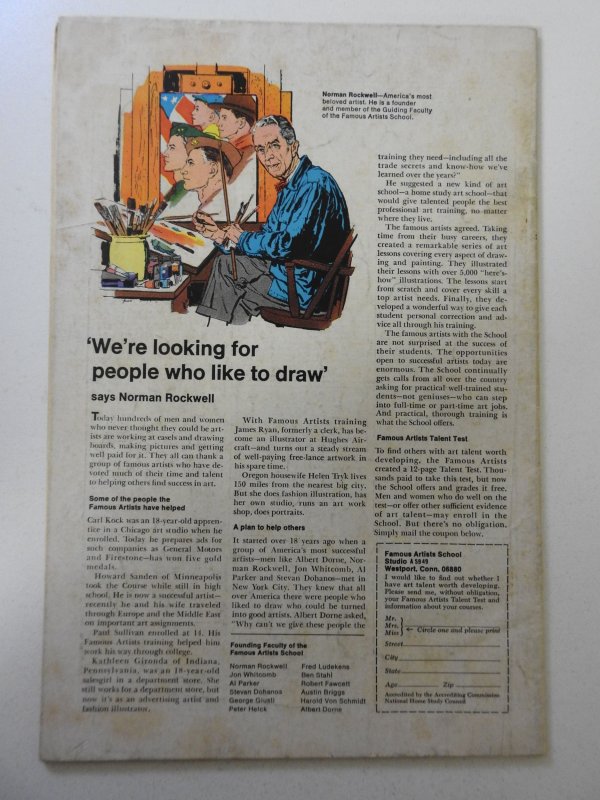 Norman Rockwell—America's most
beloved artist. He is a founder
and member of the Guiding Faculty
of the Famous Artists School.
'We're looking for
people who like to draw'
says Norman Rockwell
Today hundreds of men and women
who never thought they could be art-
ists are working at easels and drawing
boards, making pictures and getting
well paid for it. They all can thank a
group of famous artists who have de-
voted much of their time and talent
to helping others find success in art.
Some of the people the
Famous Artists have helped
Carl Kock was an 18-year-old appren-
tice in a Chicago art studio when he
enrolled. Today he prepares ads for
such companies as General Motors
and Firestone—has won five gold
medals.
Howard Sanden of Minneapolis
took the Course while still in high
school. He is now a successful artist—
recently he and his wife traveled
through Europe and the Middle East
on important art assignments.
Paul Sullivan enrolled at 14. His
Famous Artists training helped him
work his way through college.
Kathleen Gizonda of Indiana,
Pennsylvania, was an 18-year-old
salesgirl in a department store. She
still works for a department store, but
now it's as an advertising artist and
fashion illustrator.
With Famous Artists training
James Ryan, formerly a clerk, has be-
come an illustrator at Hughes Air-
craft—and turns out a steady stream
of well-paying free-lance artwork in
his spare time.
Oregon housewife Helen Tryk lives
150 miles from the nearest big city.
But she does fashion illustration, has
her own studio, runs an art work
shop, does portraits.
A plan to help others
It started over 18 years ago when a
group of America's most successful
artists—men like Albert Dorne, Nor-
man Rockwell, Jon Whitcomb, Al
Parker and Stevan Dohanos—met in
New York City. They knew that all
over America there were people who
liked to draw who could be turned
into good artists. Albert Dorne asked,
"Why can't we give these people the
Founding Faculty of the
Famous Artists School
Norman Rockwell
Jon Whitcomb
Al Parker
Stevan Dohanos
George Giusti
Peter Helck
Fred Ludekens
Ben Stahl
Robert Fawcett
Austin Briggs
Harold Von Schmidt
Albert Dorne
training they need—including all the
trade secrets and know-how we've
learned over the years?"
He suggested a new kind of art
school—a home study art school—that
would give talented people the best
professional art training, no matter
where they live.
The famous artists agreed. Taking
time from their busy careers, they
created a remarkable series of art
lessons covering every aspect of draw-
ing and painting. They illustrated
their lessons with over 5,000 "here's-
how" illustrations. The lessons start
from scratch and cover every skill a
top artist needs. Finally, they de-
veloped a wonderful way to give each
student personal correction and ad-
vice all through his training.
The famous artists with the School
are not surprised at the success of
their students. The opportunities
open to successful artists today are
enormous. The School continually
gets calls from all over the country
asking for practical well-trained stu-
dents—not geniuses—who can step
into full-time or part-time art jobs.
And practical, thorough training is
what the School offers.
Famous Artists Talent Test
To find others with art talent worth
developing, the Famous Artists
created a 12-page Talent Test. Thou-
sands paid to take this test, but now
the School offers and grades it free.
Men and women who do well on the
test—or offer other sufficient evidence
of art talent—may enroll in the
School. But there's no obligation.
Simply mail the coupon below.
Famous Artists School
Studio 45945
Westport, Conn. 06880
I would like to find out whether I
have art talent worth developing.
Please send me, without obligation,
your Famous Artists Talent Test and
information about your courses.
Mr.
Mrs.
Miss
Circle one and please print
Street
City
State
Age
Zip
Accredited by the Accrediting Commission
National Home Study Council